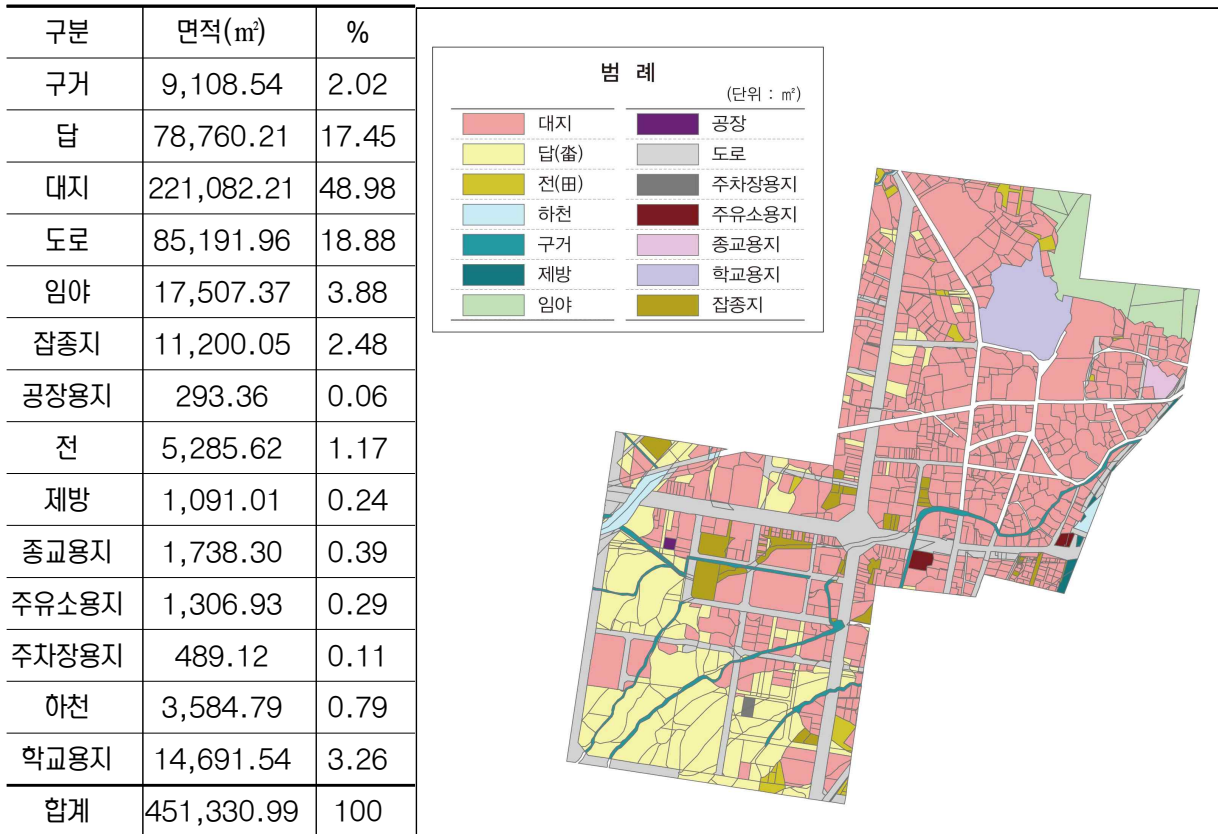 구분 면적(㎡) %
구거 9,108.54 2.02
답 78,760.21 17.45
대지 221,082.21 48.98
도로 85,191.96 18.88
임야 17,507.37 3.88
잡종지 11,200.05 2.48
공장용지 293.36 0.06
전 5,285.62 1.17
제방 1,091.01 0.24
종교용지 1,738.30 0.39
주유소용지 1,306.93 0.29
주차장용지 489.12 0.11
하천 3,584.79 0.79
학교용지 14,691.54 3.26
합계 451,330.99 100
범 례
(단위 : ㎡)
대지 공장
답(畓) 도로
전(田) 주차장용지
하천 주유소용지
구거 종교용지
제방 학교용지
임야 잡종지